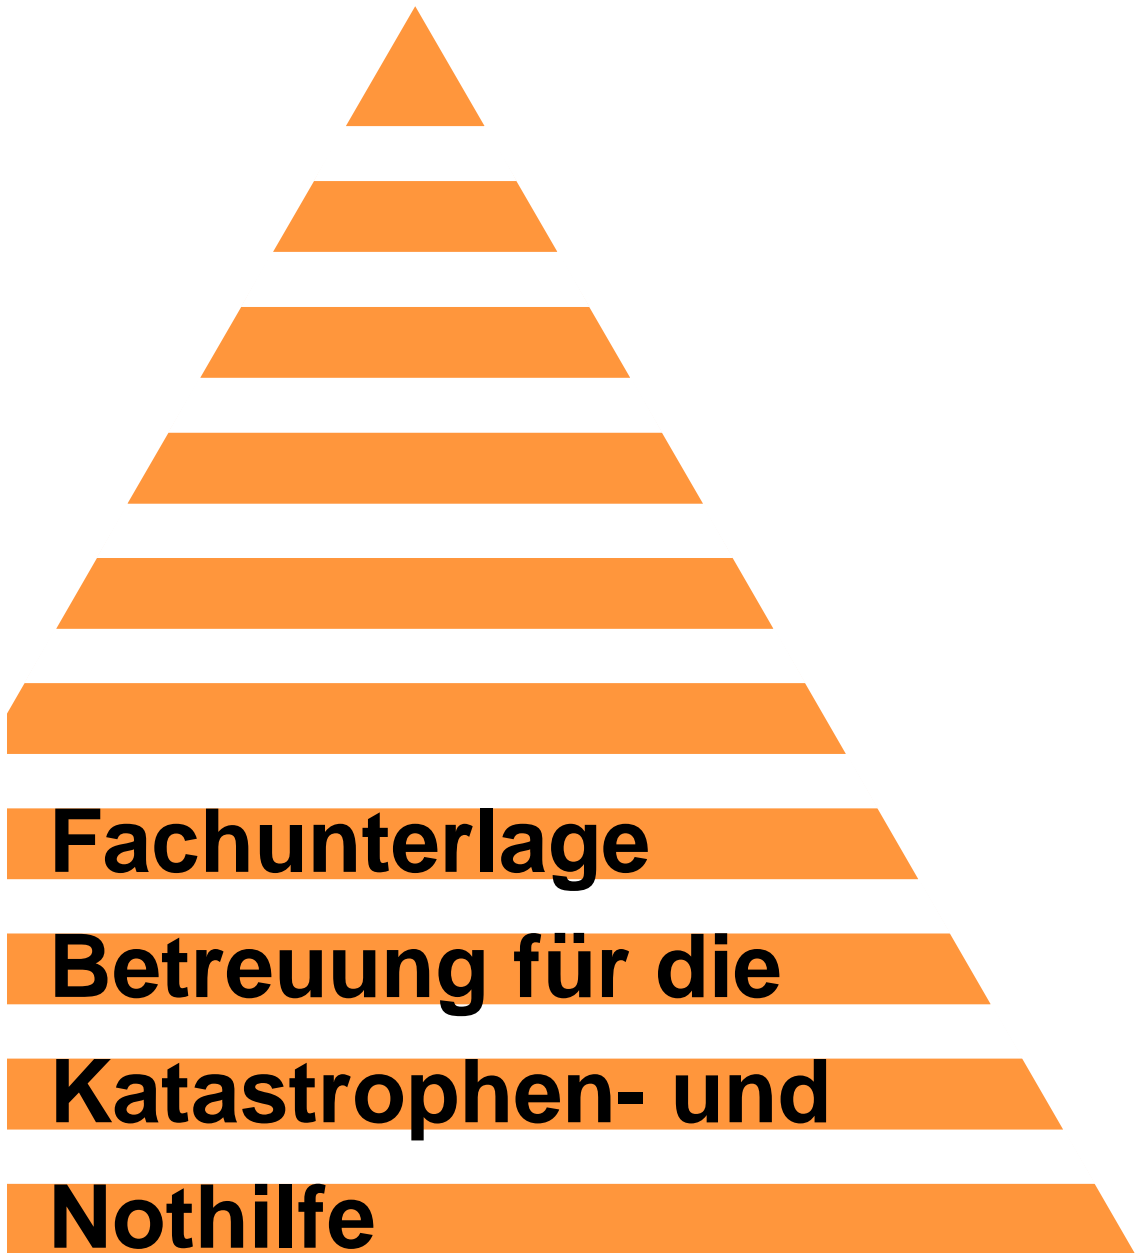 Fachunterlage
Betreuung für die
Katastrophen- und
Nothilfe